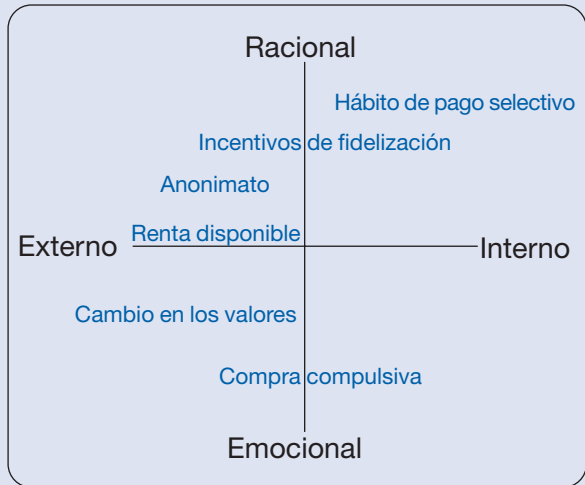 Racional
Hábito de pago selectivo
Incentivos de fidelización
Anonimato
Renta disponible
Externo
Interno
Cambio en los valores
Compra compulsiva
Emocional